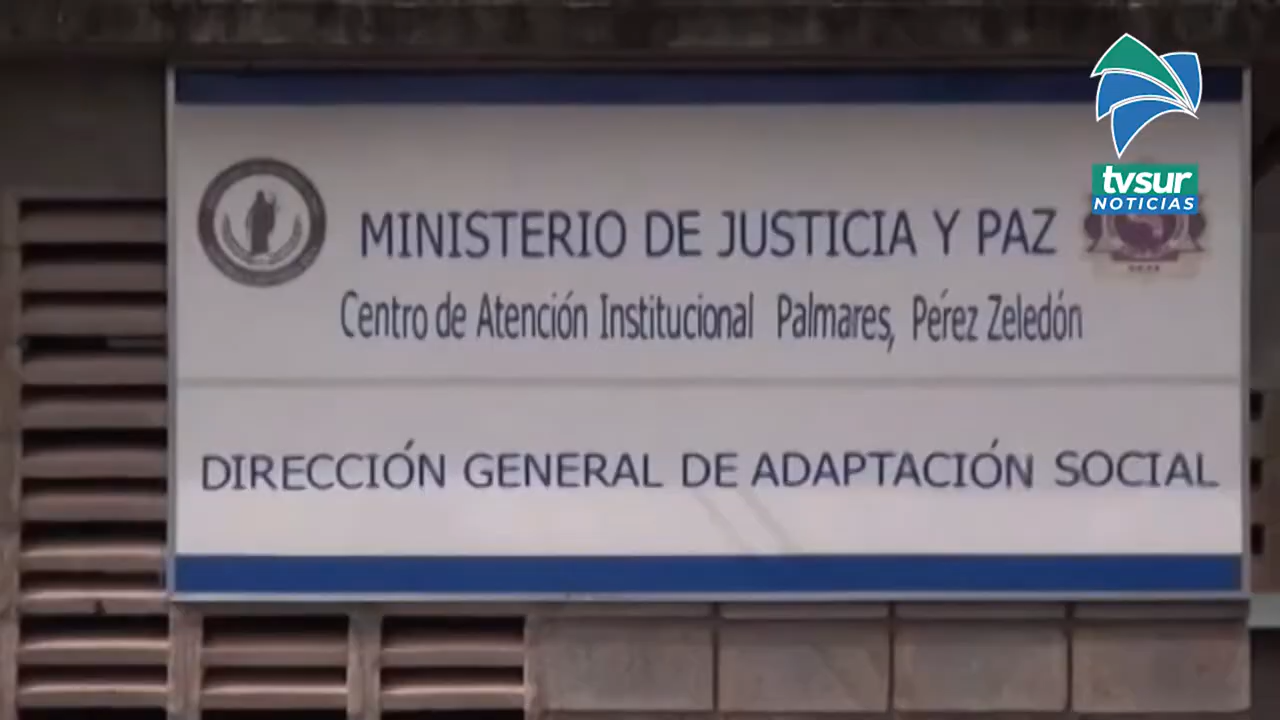 tvsur
NOTICIAS
MINISTERIO DE JUSTICIA Y PAZ
Centro de Atención Institucional Palmares, Pérez Zeledón
DIRECCIÓN GENERAL DE ADAPTACIÓN SOCIAL